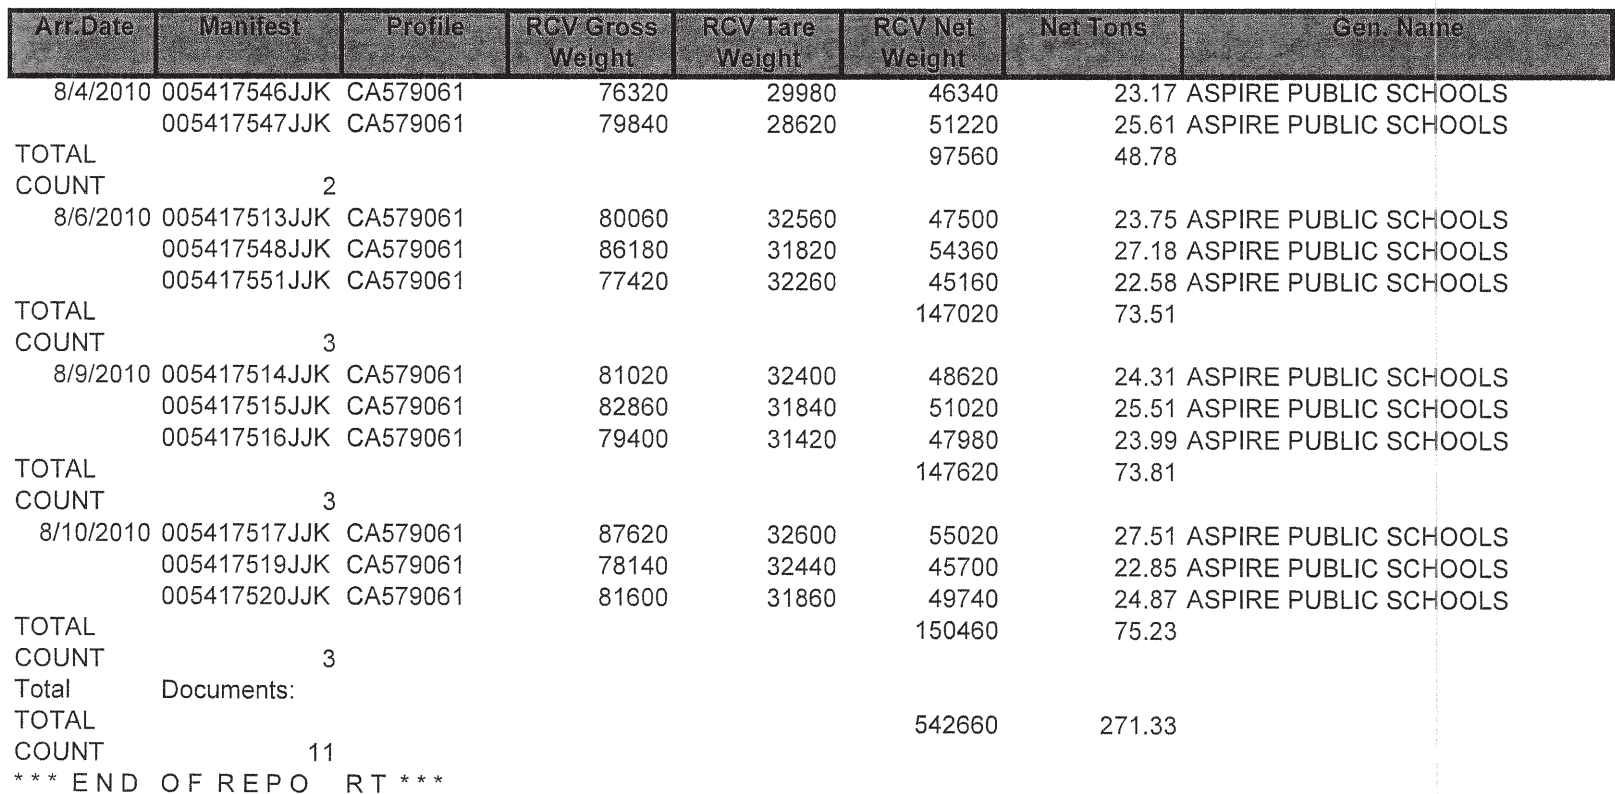 Arr.Date Manifest Profile RCV Gross Weight RCV Tare Weight RCV Net Weight Net Tons Gen. Name
8/4/2010 005417546JJK CA579061 76320 29980 46340 23.17 ASPIRE PUBLIC SCHOOLS
005417547JJK CA579061 79840 28620 51220 25.61 ASPIRE PUBLIC SCHOOLS
TOTAL 97560 48.78
COUNT 2
8/6/2010 005417513JJK CA579061 80060 32560 47500 23.75 ASPIRE PUBLIC SCHOOLS
005417548JJK CA579061 86180 31820 54360 27.18 ASPIRE PUBLIC SCHOOLS
005417551JJK CA579061 77420 32260 45160 22.58 ASPIRE PUBLIC SCHOOLS
TOTAL 147020 73.51
COUNT 3
8/9/2010 005417514JJK CA579061 81020 32400 48620 24.31 ASPIRE PUBLIC SCHOOLS
005417515JJK CA579061 82860 31840 51020 25.51 ASPIRE PUBLIC SCHOOLS
005417516JJK CA579061 79400 31420 47980 23.99 ASPIRE PUBLIC SCHOOLS
TOTAL 147620 73.81
COUNT 3
8/10/2010 005417517JJK CA579061 87620 32600 55020 27.51 ASPIRE PUBLIC SCHOOLS
005417519JJK CA579061 78140 32440 45700 22.85 ASPIRE PUBLIC SCHOOLS
005417520JJK CA579061 81600 31860 49740 24.87 ASPIRE PUBLIC SCHOOLS
TOTAL 150460 75.23
COUNT 3
Total Documents:
TOTAL 542660 271.33
COUNT 11
* * * E N D O F R E P O R T * * *